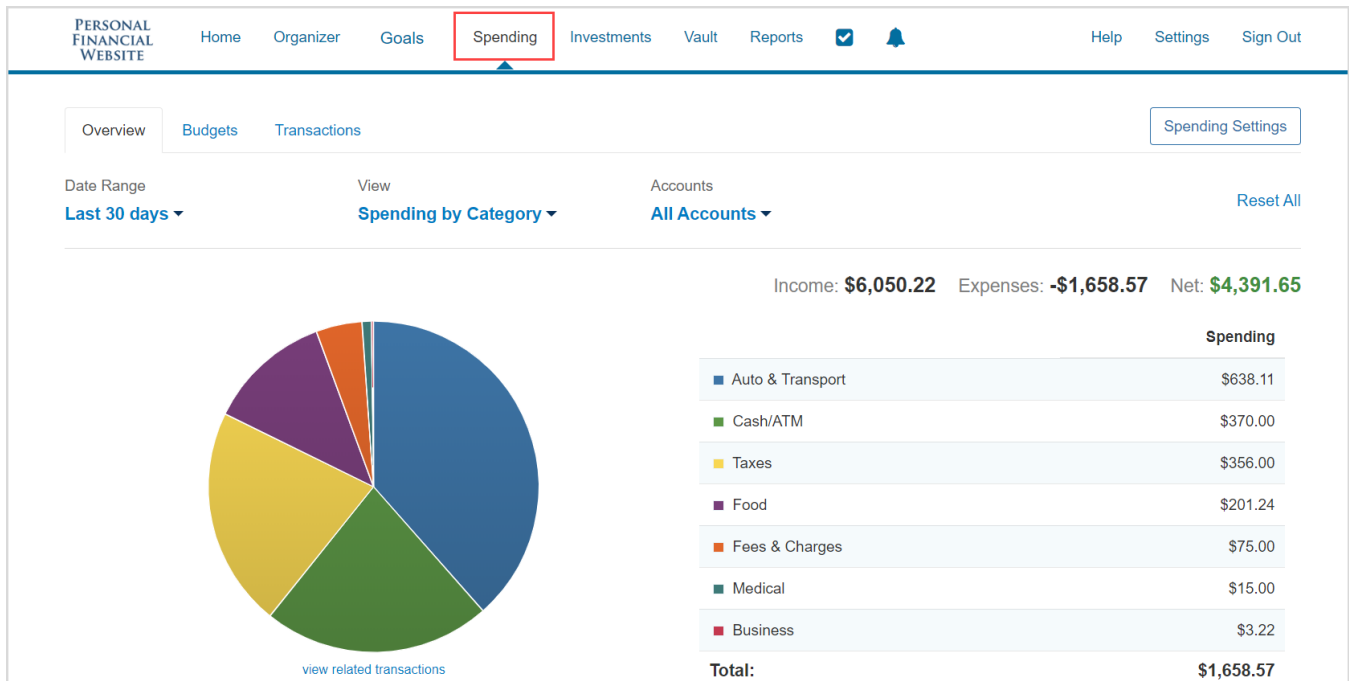 PERSONAL
FINANCIAL
WEBSITE
Home Organizer Goals Spending Investments Vault Reports Help Settings Sign Out
Overview Budgets Transactions Spending Settings
Date Range View Accounts
Last 30 days Spending by Category All Accounts Reset All
Income: $6,050.22 Expenses: -$1,658.57 Net: $4,391.65
Spending
Auto & Transport $638.11
Cash/ATM $370.00
Taxes $356.00
Food $201.24
Fees & Charges $75.00
Medical $15.00
Business $3.22
view related transactions Total: $1,658.57